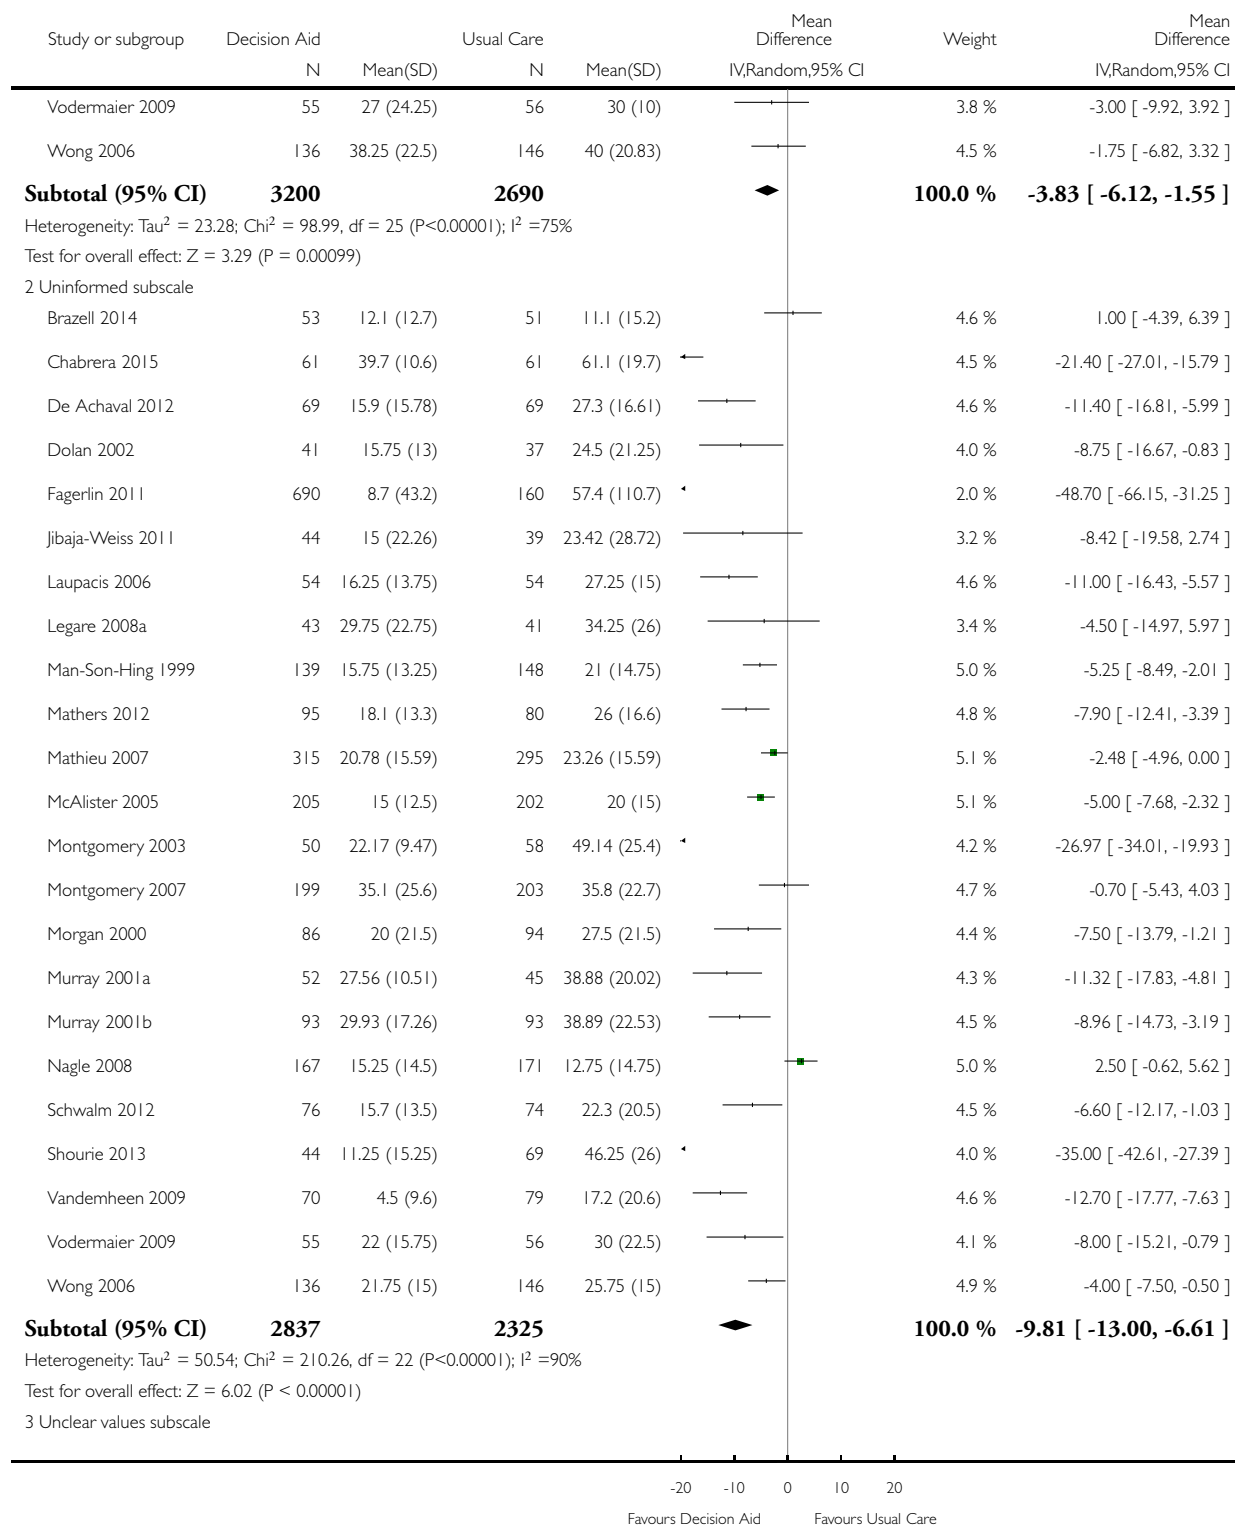 Study or subgroup Decision Aid Usual Care Mean Difference Weight Mean Difference
N Mean(SD) N Mean(SD) IV,Random,95% CI IV,Random,95% CI
Vodermaier 2009 55 27 (24.25) 56 30 (10) 3.8 % -3.00 [ -9.92, 3.92 ]
Wong 2006 136 38.25 (22.5) 146 40 (20.83) 4.5 % -1.75 [ -6.82, 3.32 ]
Subtotal (95% CI) 3200 2690 100.0 % -3.83 [ -6.12, -1.55 ]
Heterogeneity: Tau² = 23.28; Chi² = 98.99, df = 25 (P<0.00001); I² =75%
Test for overall effect: Z = 3.29 (P = 0.00099)
2 Uninformed subscale
Brazell 2014 53 12.1 (12.7) 51 11.1 (15.2) 4.6 % 1.00 [ -4.39, 6.39 ]
Chabrera 2015 61 39.7 (10.6) 61 61.1 (19.7) 4.5 % -21.40 [ -27.01, -15.79 ]
De Achaval 2012 69 15.9 (15.78) 69 27.3 (16.61) 4.6 % -11.40 [ -16.81, -5.99 ]
Dolan 2002 41 15.75 (13) 37 24.5 (21.25) 4.0 % -8.75 [ -16.67, -0.83 ]
Fagerlin 2011 690 8.7 (43.2) 160 57.4 (110.7) 2.0 % -48.70 [ -66.15, -31.25 ]
Jibaja-Weiss 2011 44 15 (22.26) 39 23.42 (28.72) 3.2 % -8.42 [ -19.58, 2.74 ]
Laupacis 2006 54 16.25 (13.75) 54 27.25 (15) 4.6 % -11.00 [ -16.43, -5.57 ]
Legare 2008a 43 29.75 (22.75) 41 34.25 (26) 3.4 % -4.50 [ -14.97, 5.97 ]
Man-Son-Hing 1999 139 15.75 (13.25) 148 21 (14.75) 5.0 % -5.25 [ -8.49, -2.01 ]
Mathers 2012 95 18.1 (13.3) 80 26 (16.6) 4.8 % -7.90 [ -12.41, -3.39 ]
Mathieu 2007 315 20.78 (15.59) 295 23.26 (15.59) 5.1 % -2.48 [ -4.96, 0.00 ]
McAlister 2005 205 15 (12.5) 202 20 (15) 5.1 % -5.00 [ -7.68, -2.32 ]
Montgomery 2003 50 22.17 (9.47) 58 49.14 (25.4) 4.2 % -26.97 [ -34.01, -19.93 ]
Montgomery 2007 199 35.1 (25.6) 203 35.8 (22.7) 4.7 % -0.70 [ -5.43, 4.03 ]
Morgan 2000 86 20 (21.5) 94 27.5 (21.5) 4.4 % -7.50 [ -13.79, -1.21 ]
Murray 2001a 52 27.56 (10.51) 45 38.88 (20.02) 4.3 % -11.32 [ -17.83, -4.81 ]
Murray 2001b 93 29.93 (17.26) 93 38.89 (22.53) 4.5 % -8.96 [ -14.73, -3.19 ]
Nagle 2008 167 15.25 (14.5) 171 12.75 (14.75) 5.0 % 2.50 [ -0.62, 5.62 ]
Schwalm 2012 76 15.7 (13.5) 74 22.3 (20.5) 4.5 % -6.60 [ -12.17, -1.03 ]
Shourie 2013 44 11.25 (15.25) 69 46.25 (26) 4.0 % -35.00 [ -42.61, -27.39 ]
Vandemheen 2009 70 4.5 (9.6) 79 17.2 (20.6) 4.6 % -12.70 [ -17.77, -7.63 ]
Vodermaier 2009 55 22 (15.75) 56 30 (22.5) 4.1 % -8.00 [ -15.21, -0.79 ]
Wong 2006 136 21.75 (15) 146 25.75 (15) 4.9 % -4.00 [ -7.50, -0.50 ]
Subtotal (95% CI) 2837 2325 100.0 % -9.81 [ -13.00, -6.61 ]
Heterogeneity: Tau² = 50.54; Chi² = 210.26, df = 22 (P<0.00001); I² =90%
Test for overall effect: Z = 6.02 (P < 0.00001)
3 Unclear values subscale
-20 -10 0 10 20
Favours Decision Aid Favours Usual Care